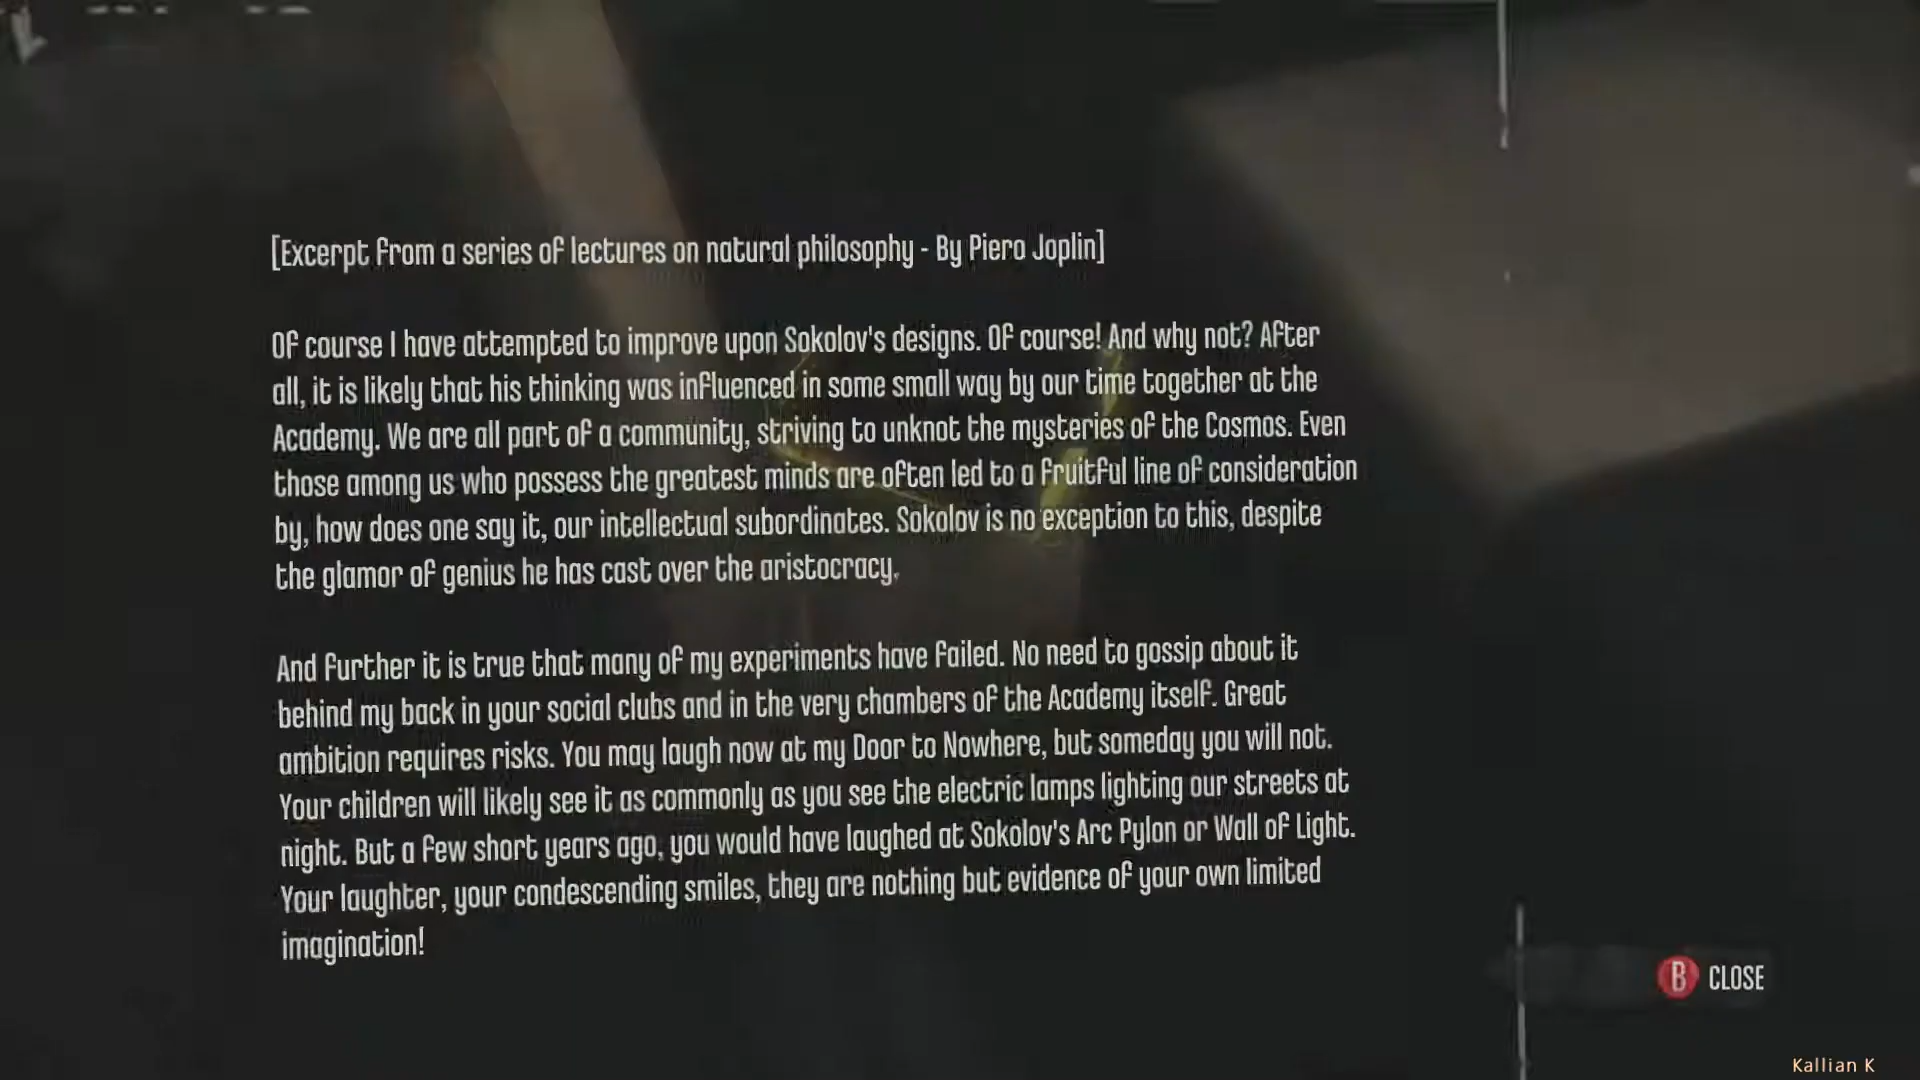 [Excerpt from a series of lectures on natural philosophy - By Piero Joplin]
Of course I have attempted to improve upon Sokolov's designs. Of course! And why not? After
all, it is likely that his thinking was influenced in some small way by our time together at the
Academy. We are all part of a community, striving to unknot the mysteries of the Cosmos. Even
those among us who possess the greatest minds are often led to a fruitful line of consideration
by, how does one say it, our intellectual subordinates. Sokolov is no exception to this, despite
the glamor of genius he has cast over the aristocracy.
And further it is true that many of my experiments have failed. No need to gossip about it
behind my back in your social clubs and in the very chambers of the Academy itself. Great
ambition requires risks. You may laugh now at my Door to Nowhere, but someday you will not.
Your children will likely see it as commonly as you see the electric lamps lighting our streets at
night. But a few short years ago, you would have laughed at Sokolov's Arc Pylon or Wall of Light.
Your laughter, your condescending smiles, they are nothing but evidence of your own limited
imagination!
B CLOSE
Kallian K